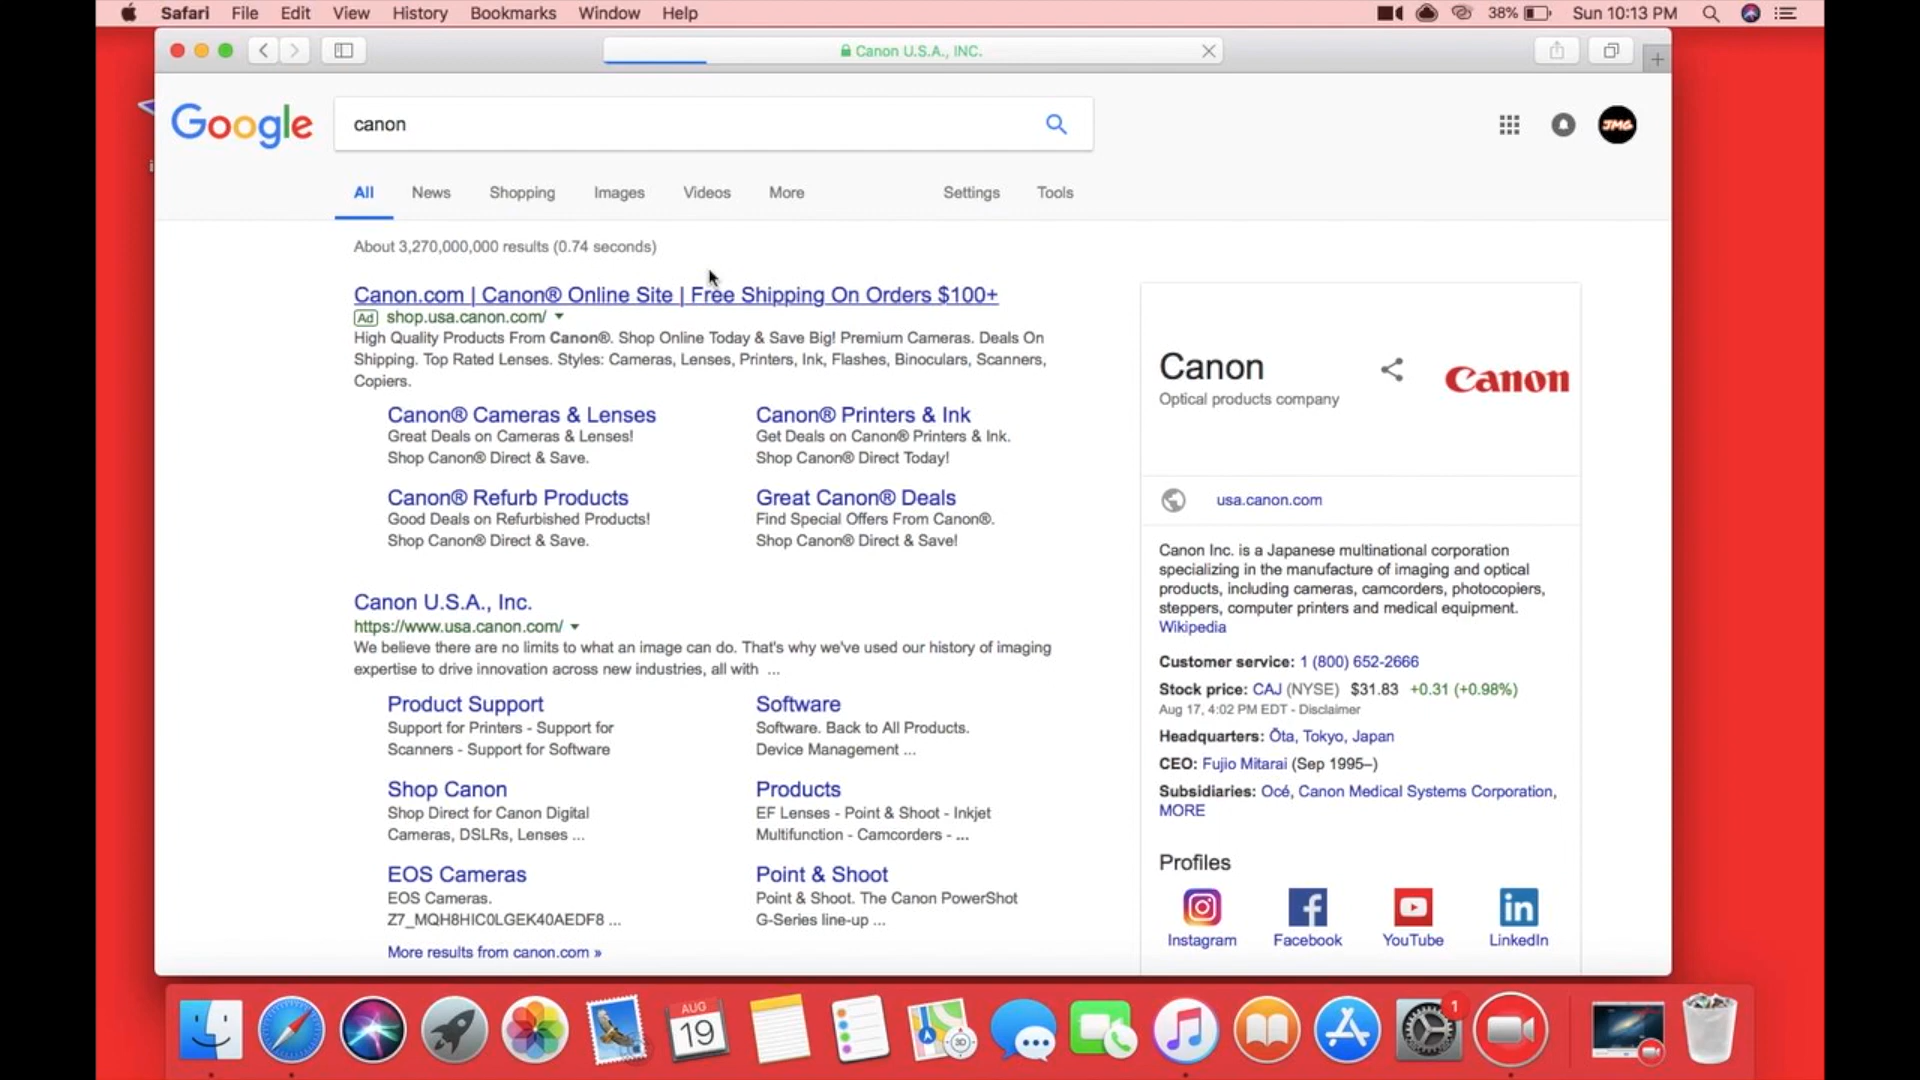 Safari File Edit View History Bookmarks Window Help 38% Sun 10:13 PM
Canon U.S.A., INC.
Google
canon
JMG
All News Shopping Images Videos More Settings Tools
About 3,270,000,000 results (0.74 seconds)
Canon.com | Canon® Online Site | Free Shipping On Orders $100+
Ad shop.usa.canon.com/
High Quality Products From Canon®. Shop Online Today & Save Big! Premium Cameras. Deals On
Shipping. Top Rated Lenses. Styles: Cameras, Lenses, Printers, Ink, Flashes, Binoculars, Scanners,
Copiers.
Canon® Cameras & Lenses
Great Deals on Cameras & Lenses!
Shop Canon® Direct & Save.
Canon® Printers & Ink
Get Deals on Canon® Printers & Ink.
Shop Canon® Direct Today!
Canon® Refurb Products
Good Deals on Refurbished Products!
Shop Canon® Direct & Save.
Great Canon® Deals
Find Special Offers From Canon®.
Shop Canon® Direct & Save!
Canon U.S.A., Inc.
https://www.usa.canon.com/
We believe there are no limits to what an image can do. That's why we've used our history of imaging
expertise to drive innovation across new industries, all with ...
Product Support
Support for Printers - Support for
Scanners - Support for Software
Software
Software. Back to All Products.
Device Management ...
Shop Canon
Shop Direct for Canon Digital
Cameras, DSLRs, Lenses ...
Products
EF Lenses - Point & Shoot - Inkjet
Multifunction - Camcorders - ...
EOS Cameras
EOS Cameras.
Z7_MQH8HIC0LGEK40AEDF8 ...
Point & Shoot
Point & Shoot. The Canon PowerShot
G-Series line-up ...
More results from canon.com »
Canon
Optical products company
Canon
usa.canon.com
Canon Inc. is a Japanese multinational corporation
specializing in the manufacture of imaging and optical
products, including cameras, camcorders, photocopiers,
steppers, computer printers and medical equipment.
Wikipedia
Customer service: 1 (800) 652-2666
Stock price: CAJ (NYSE) $31.83 +0.31 (+0.98%)
Aug 17, 4:02 PM EDT - Disclaimer
Headquarters: Ōta, Tokyo, Japan
CEO: Fujio Mitarai (Sep 1995–)
Subsidiaries: Océ, Canon Medical Systems Corporation,
MORE
Profiles
Instagram Facebook YouTube LinkedIn
AUG
19
3D
1